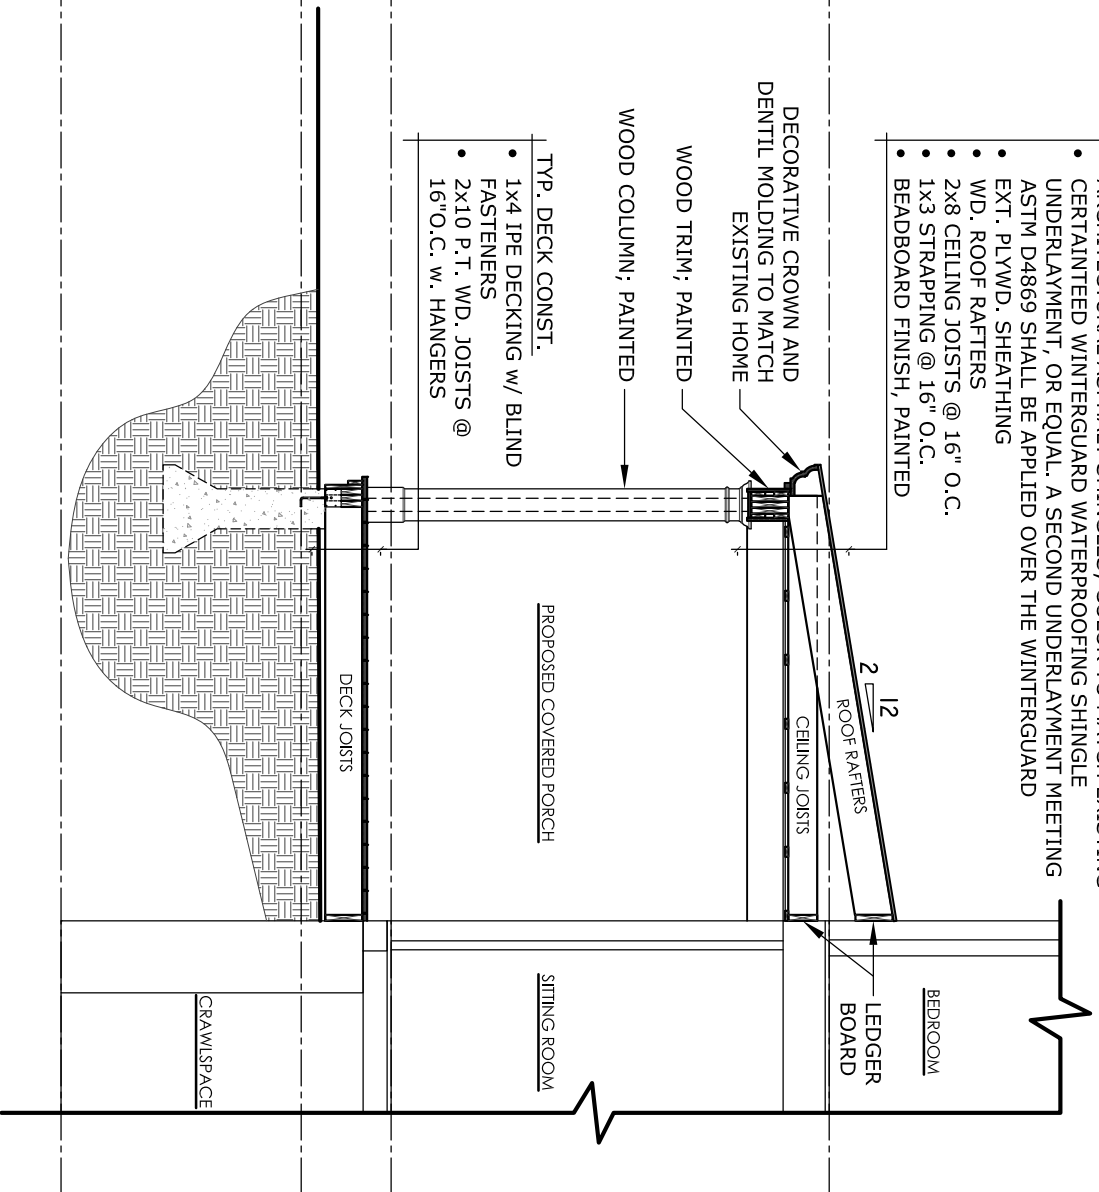 CERTAINTEED WINTERGUARD WATERPROOFING SHINGLE
UNDERLAYMENT, OR EQUAL. A SECOND UNDERLAYMENT MEETING
ASTM D4869 SHALL BE APPLIED OVER THE WINTERGUARD
• EXT. PLYWD. SHEATHING
• WD. ROOF RAFTERS
• 2x8 CEILING JOISTS @ 16" O.C.
• 1x3 STRAPPING @ 16" O.C.
• BEADBOARD FINISH, PAINTED
DECORATIVE CROWN AND
DENTIL MOLDING TO MATCH
EXISTING HOME
WOOD TRIM; PAINTED
WOOD COLUMN; PAINTED
TYP. DECK CONST.
• 1x4 IPE DECKING w/ BLIND
FASTENERS
• 2x10 P.T. WD. JOISTS @
16"O.C. w. HANGERS
12
2
ROOF RAFTERS
CEILING JOISTS
PROPOSED COVERED PORCH
DECK JOISTS
BEDROOM
LEDGER
BOARD
SITTING ROOM
CRAWLSPACE